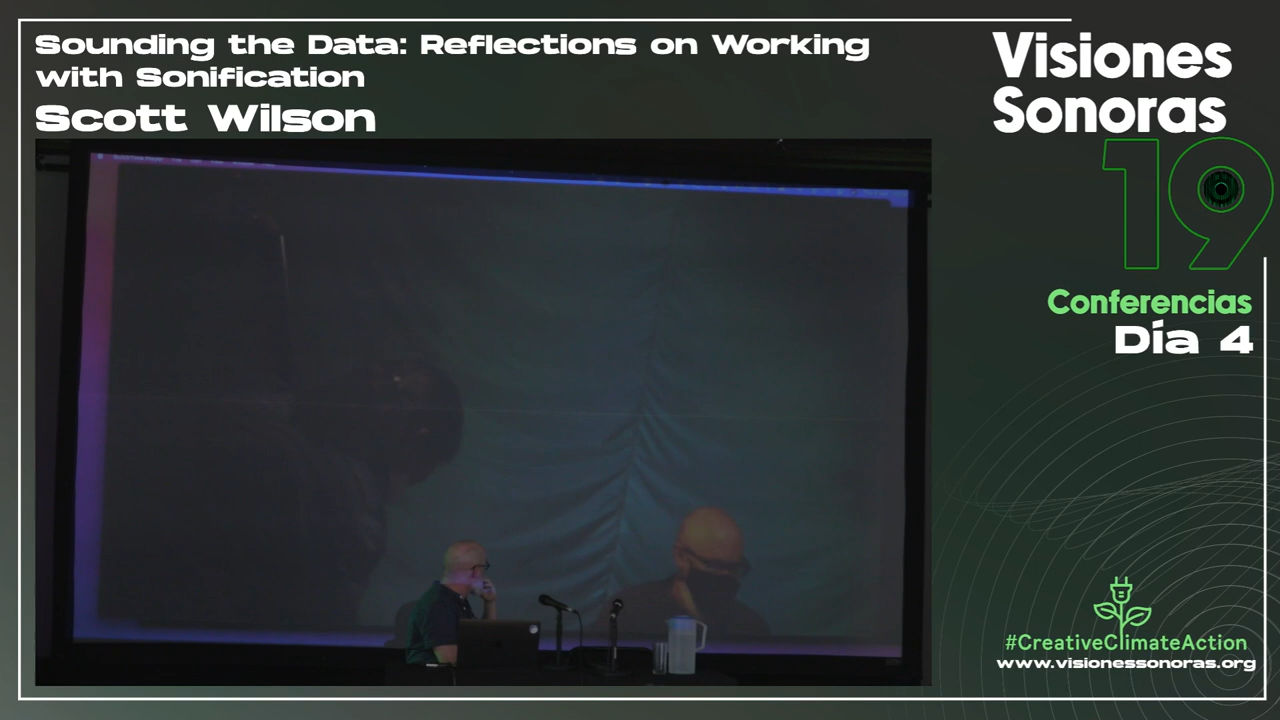 Sounding the Data: Reflections on Working
with Sonification
Scott Wilson
Visiones
Sonoras
19
Conferencias
Día 4
#CreativeClimateAction
www.visionessonoras.org